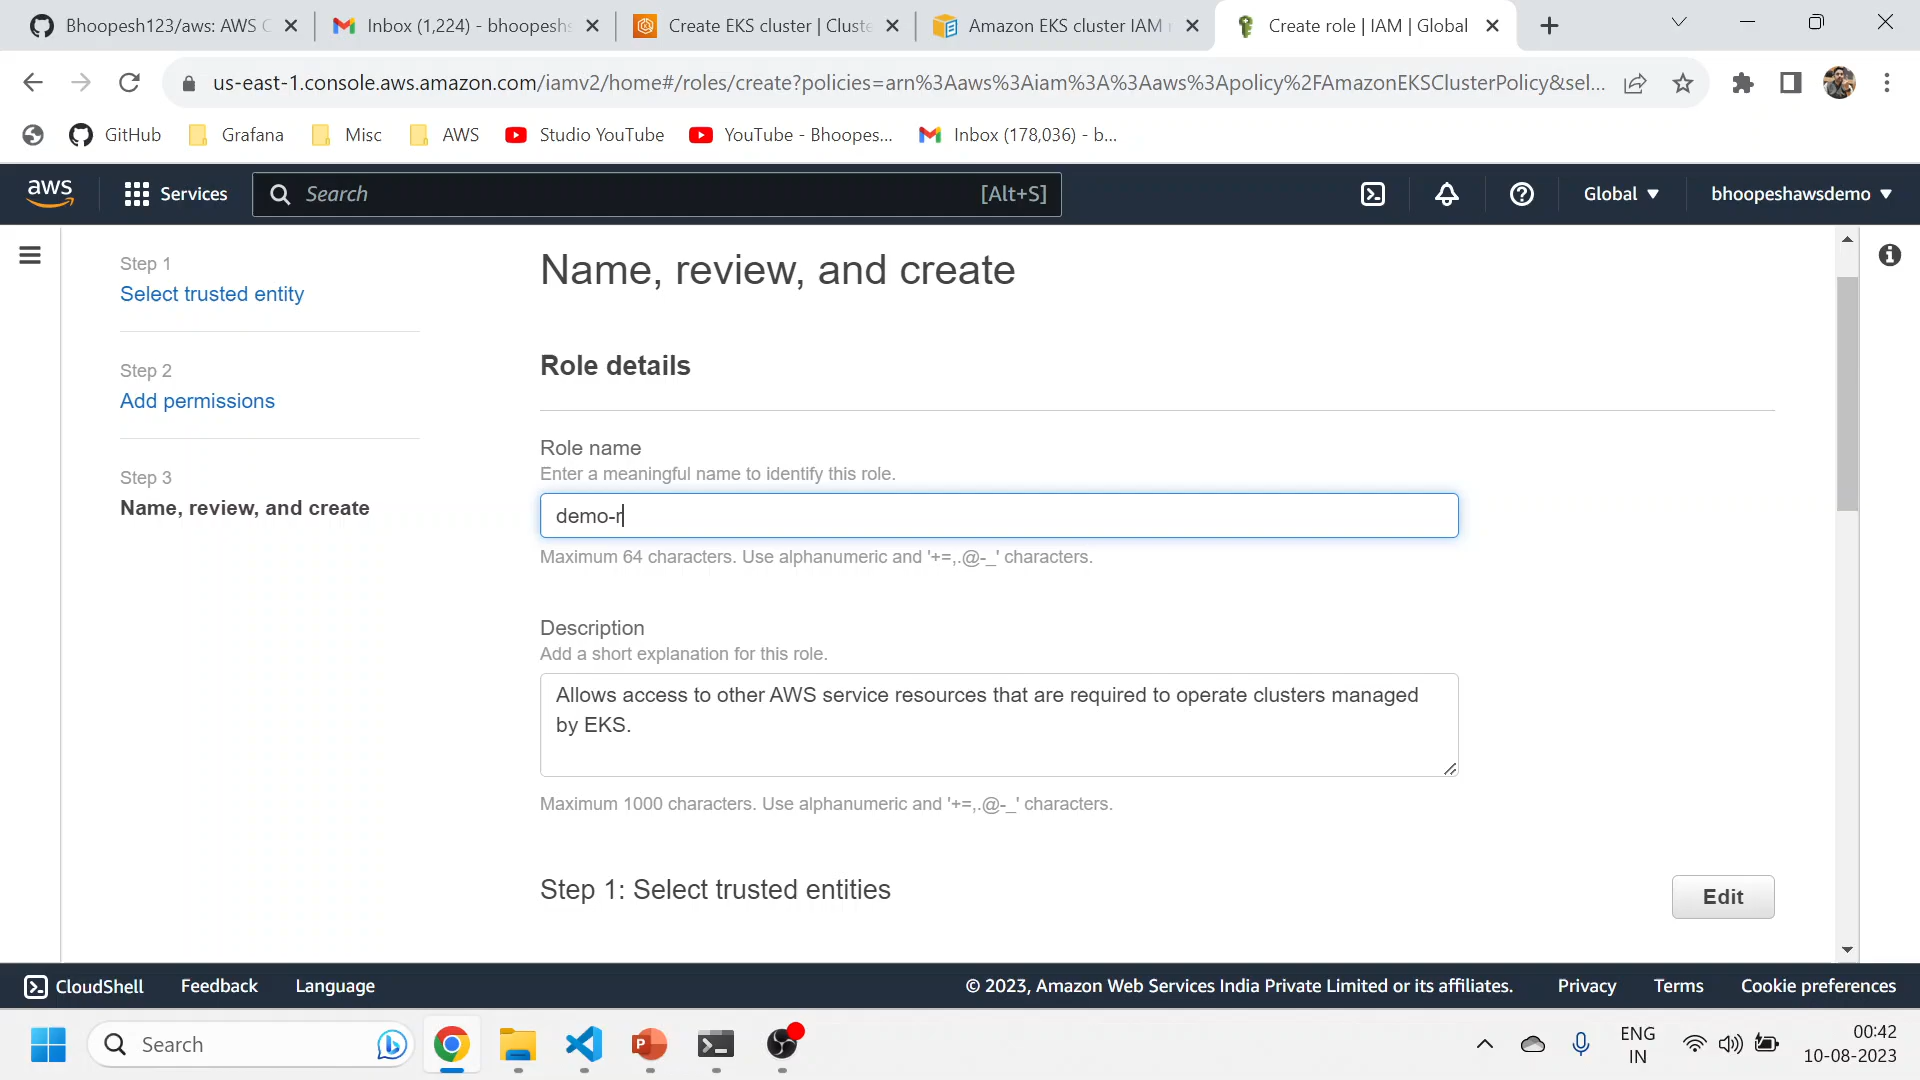 Bhoopesh123/aws: AWS C
Inbox (1,224) - bhoopeshs
Create EKS cluster | Cluste
Amazon EKS cluster IAM r
Create role | IAM | Global
us-east-1.console.aws.amazon.com/iamv2/home#/roles/create?policies=arn%3Aaws%3Aiam%3A%3Aaws%3Apolicy%2FAmazonEKSClusterPolicy&sel...
GitHub
Grafana
Misc
AWS
Studio YouTube
YouTube - Bhoopes...
Inbox (178,036) - b...
aws
Services
Search
[Alt+S]
Global
bhoopeshawsdemo
Step 1
Select trusted entity
Step 2
Add permissions
Step 3
Name, review, and create
Name, review, and create
Role details
Role name
Enter a meaningful name to identify this role.
demo-r
Maximum 64 characters. Use alphanumeric and '+=,.@-_' characters.
Description
Add a short explanation for this role.
Allows access to other AWS service resources that are required to operate clusters managed
by EKS.
Maximum 1000 characters. Use alphanumeric and '+=,.@-_' characters.
Step 1: Select trusted entities
Edit
CloudShell
Feedback
Language
© 2023, Amazon Web Services India Private Limited or its affiliates.
Privacy
Terms
Cookie preferences
Search
ENG
IN
00:42
10-08-2023